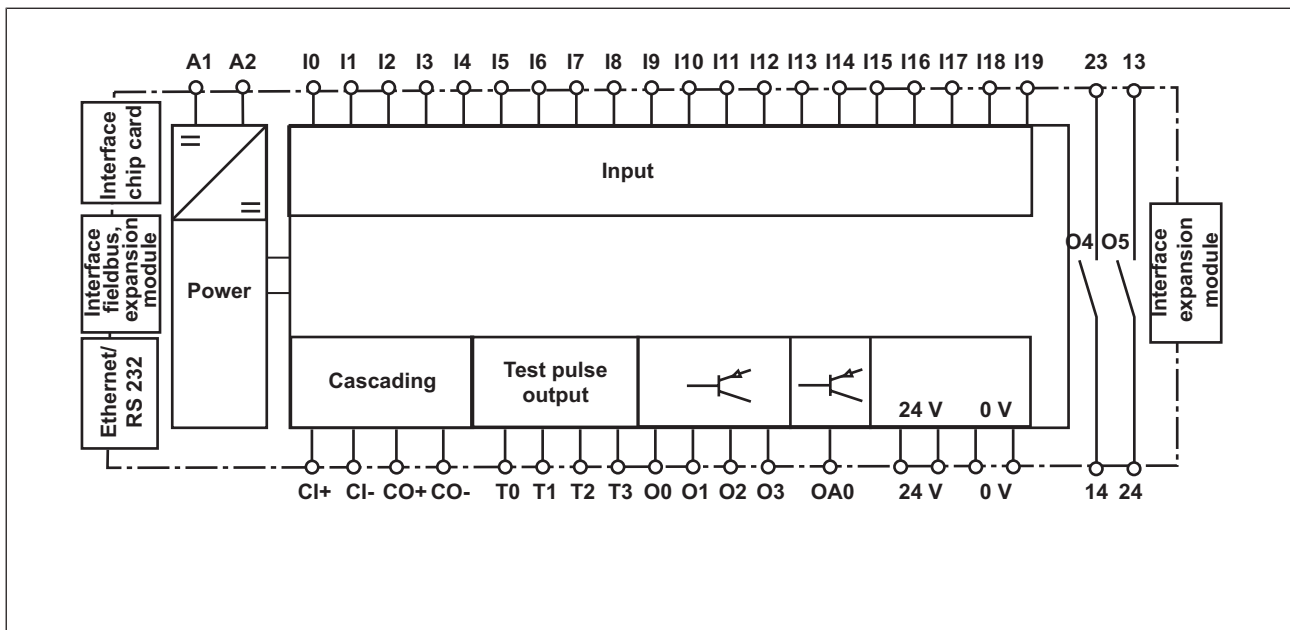 A1 A2 I0 I1 I2 I3 I4 I5 I6 I7 I8 I9 I10 I11 I12 I13 I14 I15 I16 I17 I18 I19 23 13
Interface
chip card
Interface
fieldbus,
expansion
module
Ethernet/
RS 232
Power
Input
O4 O5
Interface
expansion
module
Cascading
Test pulse
output
24 V 0 V
CI+ CI- CO+ CO- T0 T1 T2 T3 O0 O1 O2 O3 OA0 24 V 0 V 14 24